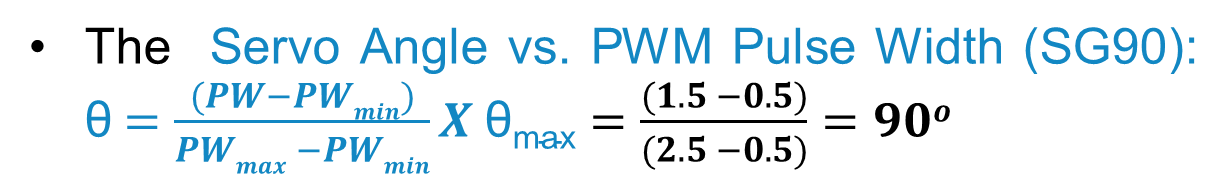 • The Servo Angle vs. PWM Pulse Width (SG90):
θ = (PW−PW_min) / (PW_max −PW_min) X θ_max = (1.5 −0.5) / (2.5 −0.5) = 90°